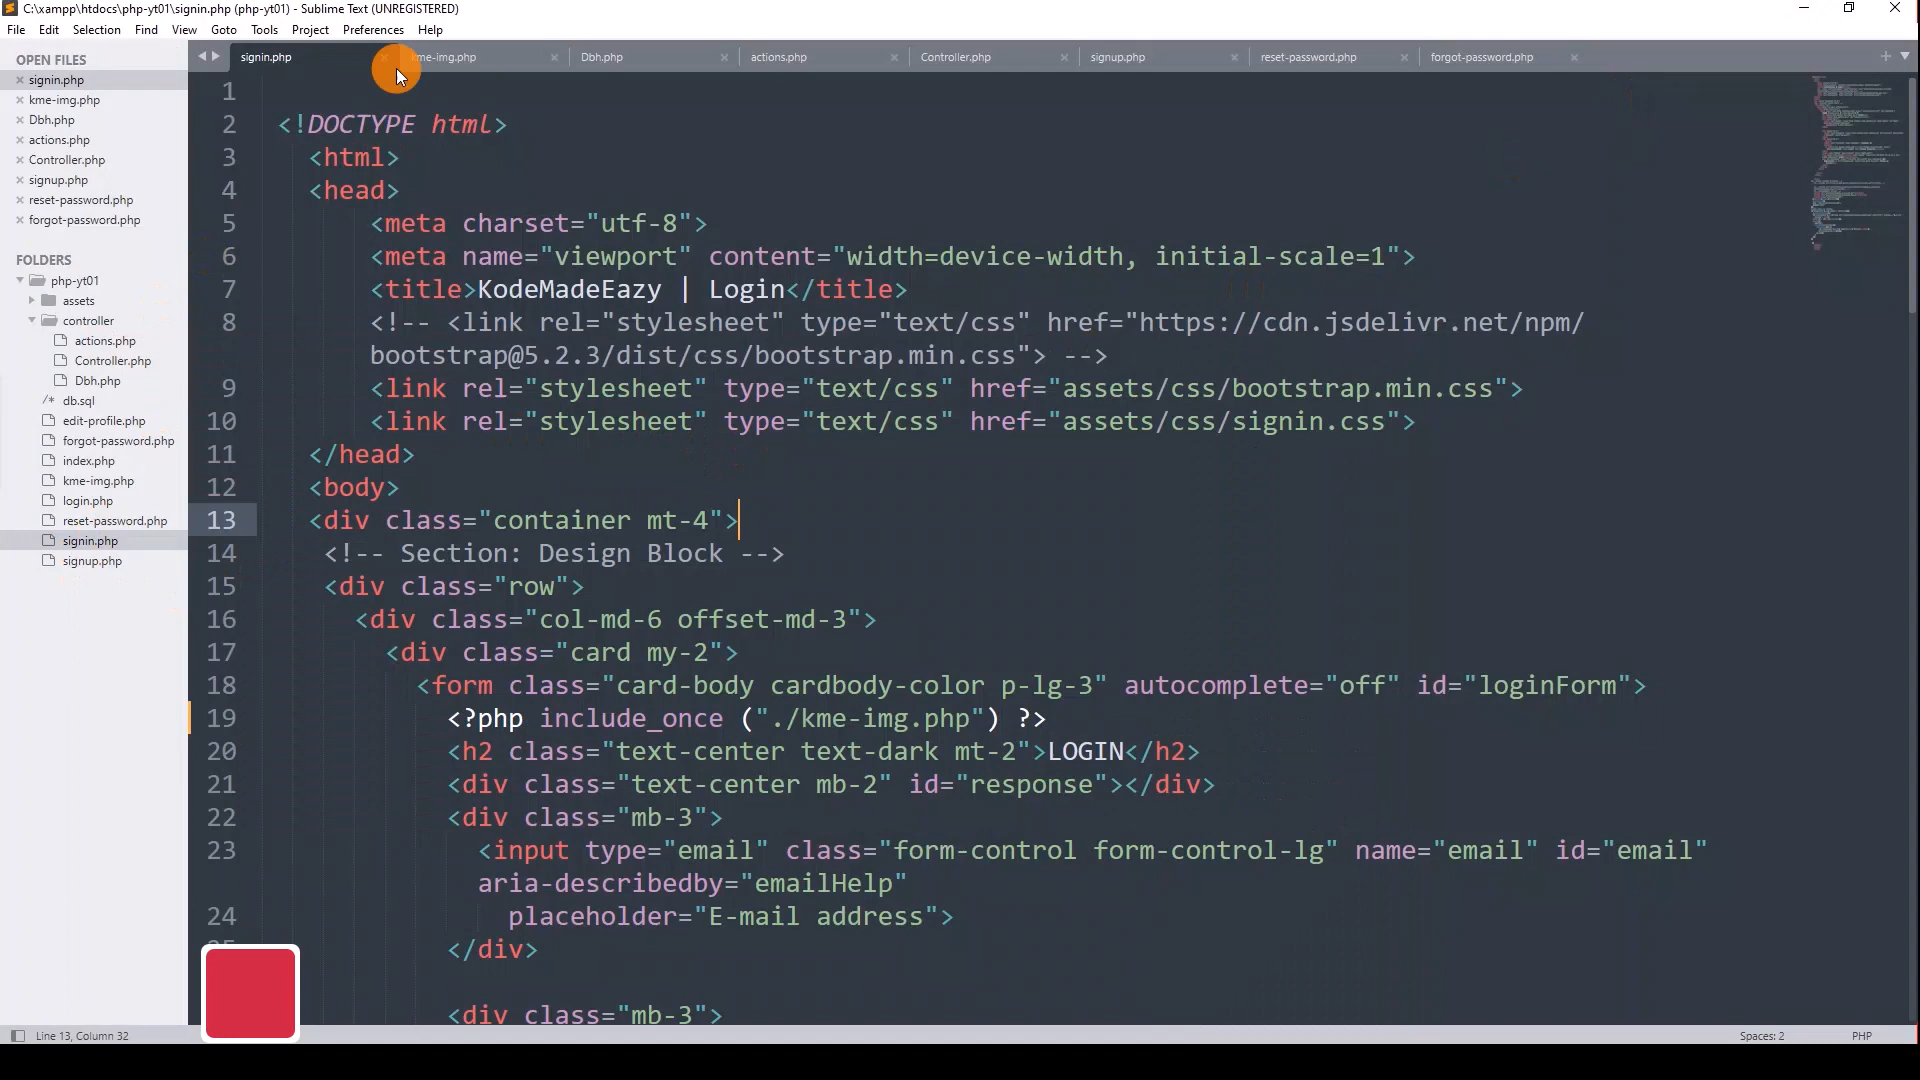 C:\xampp\htdocs\php-yt01\signin.php (php-yt01) - Sublime Text (UNREGISTERED)
File Edit Selection Find View Goto Tools Project Preferences Help
OPEN FILES
signin.php
kme-img.php
Dbh.php
actions.php
Controller.php
signup.php
reset-password.php
forgot-password.php
FOLDERS
php-yt01
assets
controller
actions.php
Controller.php
Dbh.php
db.sql
edit-profile.php
forgot-password.php
index.php
kme-img.php
login.php
reset-password.php
signin.php
signup.php
signin.php kme-img.php Dbh.php actions.php Controller.php signup.php reset-password.php forgot-password.php
1
2 <!DOCTYPE html>
3 <html>
4 <head>
5 <meta charset="utf-8">
6 <meta name="viewport" content="width=device-width, initial-scale=1">
7 <title>KodeMadeEazy | Login</title>
8 <!-- <link rel="stylesheet" type="text/css" href="https://cdn.jsdelivr.net/npm/
bootstrap@5.2.3/dist/css/bootstrap.min.css"> -->
9 <link rel="stylesheet" type="text/css" href="assets/css/bootstrap.min.css">
10 <link rel="stylesheet" type="text/css" href="assets/css/signin.css">
11 </head>
12 <body>
13 <div class="container mt-4">
14 <!-- Section: Design Block -->
15 <div class="row">
16 <div class="col-md-6 offset-md-3">
17 <div class="card my-2">
18 <form class="card-body cardbody-color p-lg-3" autocomplete="off" id="loginForm">
19 <?php include_once ("./kme-img.php") ?>
20 <h2 class="text-center text-dark mt-2">LOGIN</h2>
21 <div class="text-center mb-2" id="response"></div>
22 <div class="mb-3">
23 <input type="email" class="form-control form-control-lg" name="email" id="email"
aria-describedby="emailHelp"
24 placeholder="E-mail address">
</div>
<div class="mb-3">
Line 13, Column 32
Spaces: 2
PHP